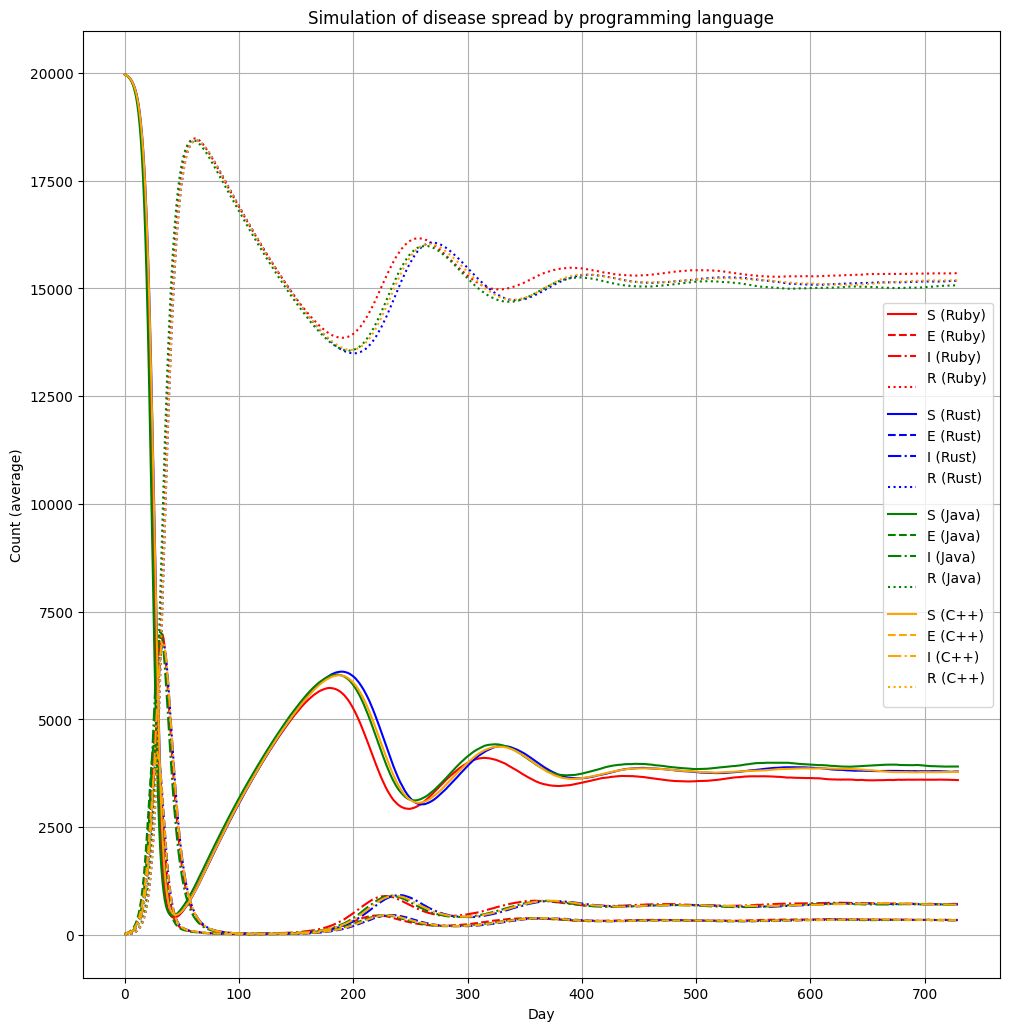 Simulation of disease spread by programming language
20000
17500
15000
12500
10000
7500
5000
2500
0
Count (average)
S (Ruby)
E (Ruby)
I (Ruby)
R (Ruby)
S (Rust)
E (Rust)
I (Rust)
R (Rust)
S (Java)
E (Java)
I (Java)
R (Java)
S (C++)
E (C++)
I (C++)
R (C++)
0 100 200 300 400 500 600 700
Day